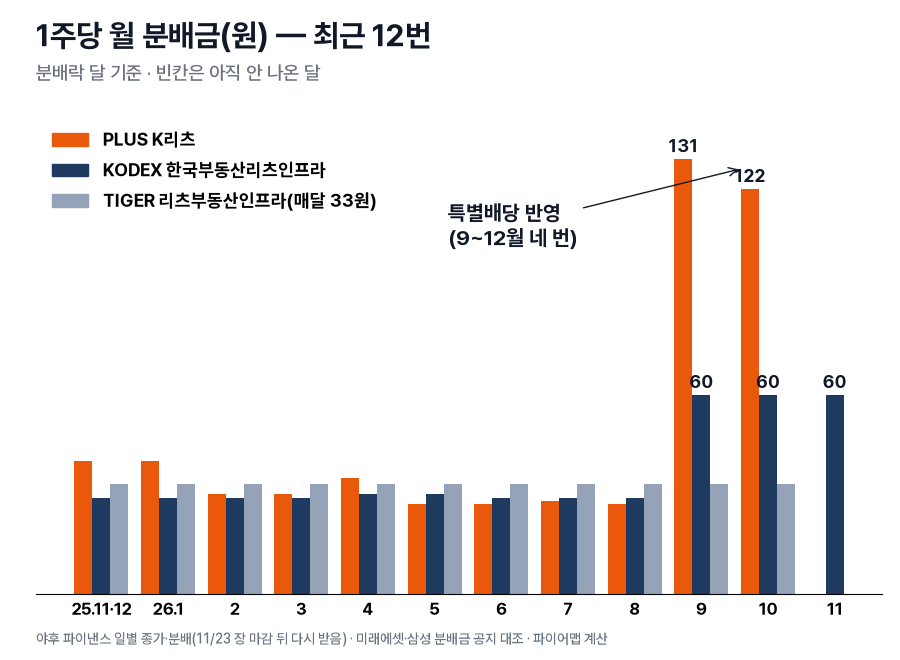 1주당 월 분배금(원) — 최근 12번
분배락 달 기준 · 빈칸은 아직 안 나온 달
PLUS K리츠
KODEX 한국부동산리츠인프라
TIGER 리츠부동산인프라(매달 33원)
특별배당 반영
(9~12월 네 번)
131
122
60
60
60
25.11·12 26.1 2 3 4 5 6 7 8 9 10 11
야후 파이낸스 일별 종가·분배(11/23 장 마감 뒤 다시 받음) · 미래에셋·삼성 분배금 공지 대조 · 파이어맵 계산